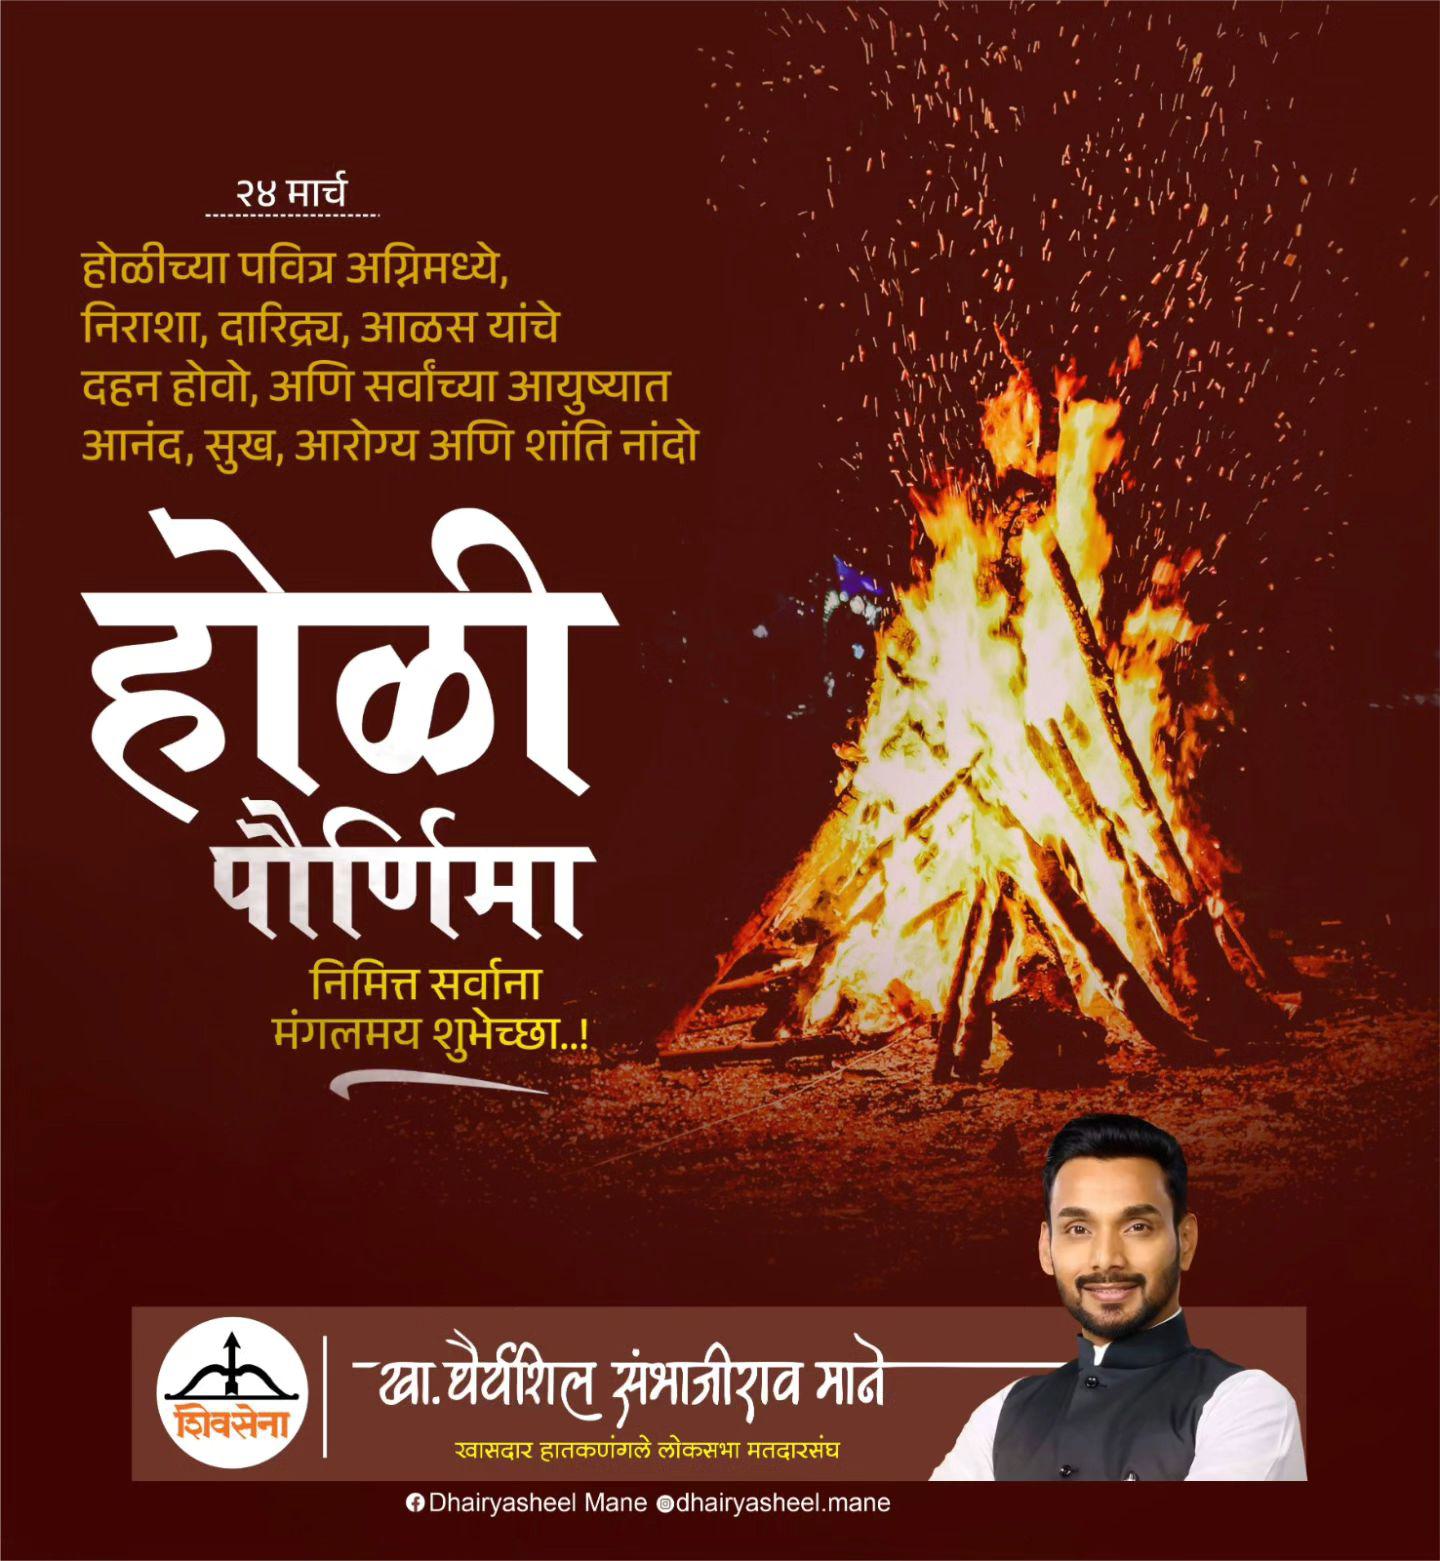 २४ मार्च
होळीच्या पवित्र अग्निमध्ये,
निराशा, दारिद्र्य, आळस यांचे
दहन होवो, अणि सर्वांच्या आयुष्यात
आनंद, सुख, आरोग्य अणि शांति नांदो
होळी
पौर्णिमा
निमित्त सर्वाना
मंगलमय शुभेच्छा..!
शिवसेना
खा. धैर्यशिल संभाजीराव माने
खासदार हातकणंगले लोकसभा मतदारसंघ
Dhairyasheel Mane dhairyasheel.mane